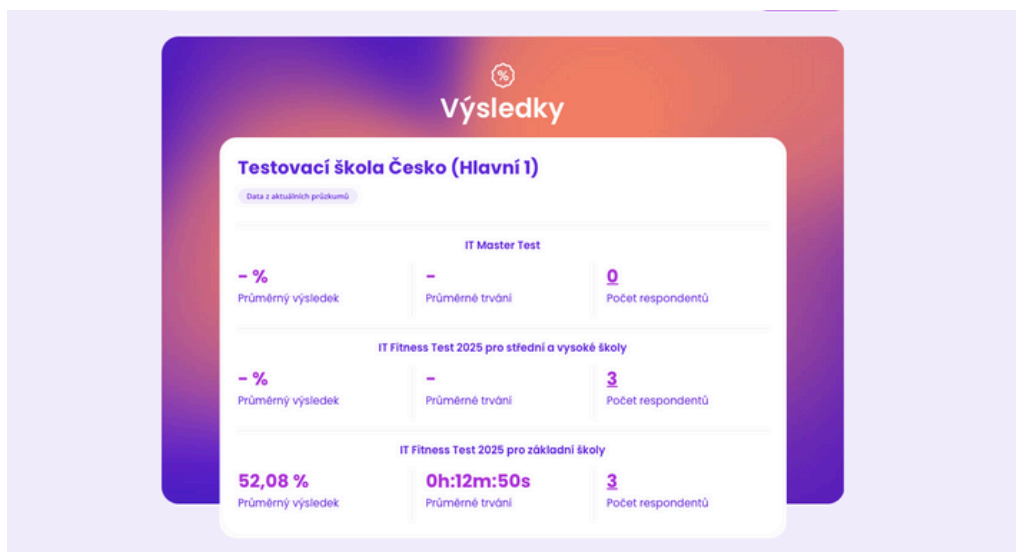 %
Výsledky
Testovací škola Česko (Hlavní 1)
Data z aktuálních průzkumů
IT Master Test
- %
-
0
Průměrný výsledek
Průměrné trvání
Počet respondentů
IT Fitness Test 2025 pro střední a vysoké školy
- %
-
3
Průměrný výsledek
Průměrné trvání
Počet respondentů
IT Fitness Test 2025 pro základní školy
52,08 %
0h:12m:50s
3
Průměrný výsledek
Průměrné trvání
Počet respondentů